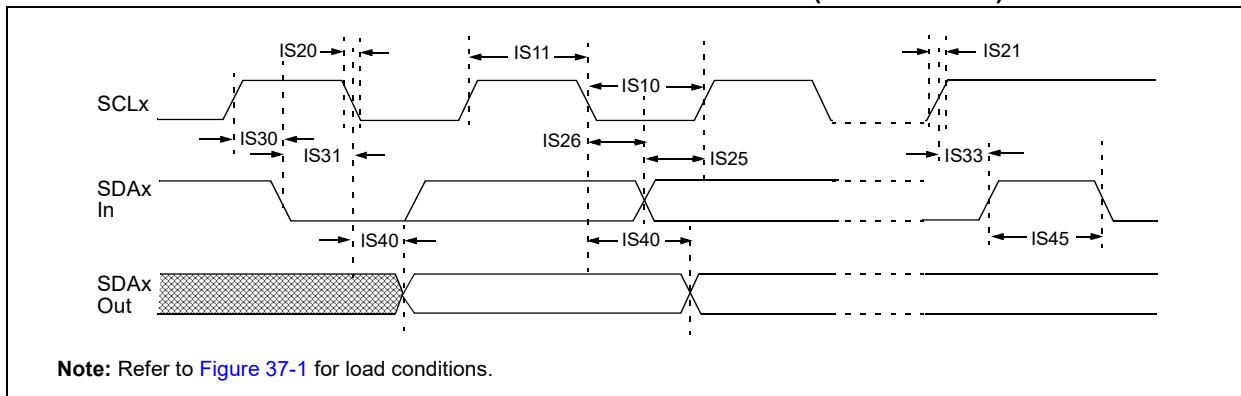 IS20
IS11
IS21
IS10
SCLx
IS30
IS26
IS31
IS25
IS33
SDAx
In
IS40
IS40
IS45
SDAx
Out
Note: Refer to Figure 37-1 for load conditions.